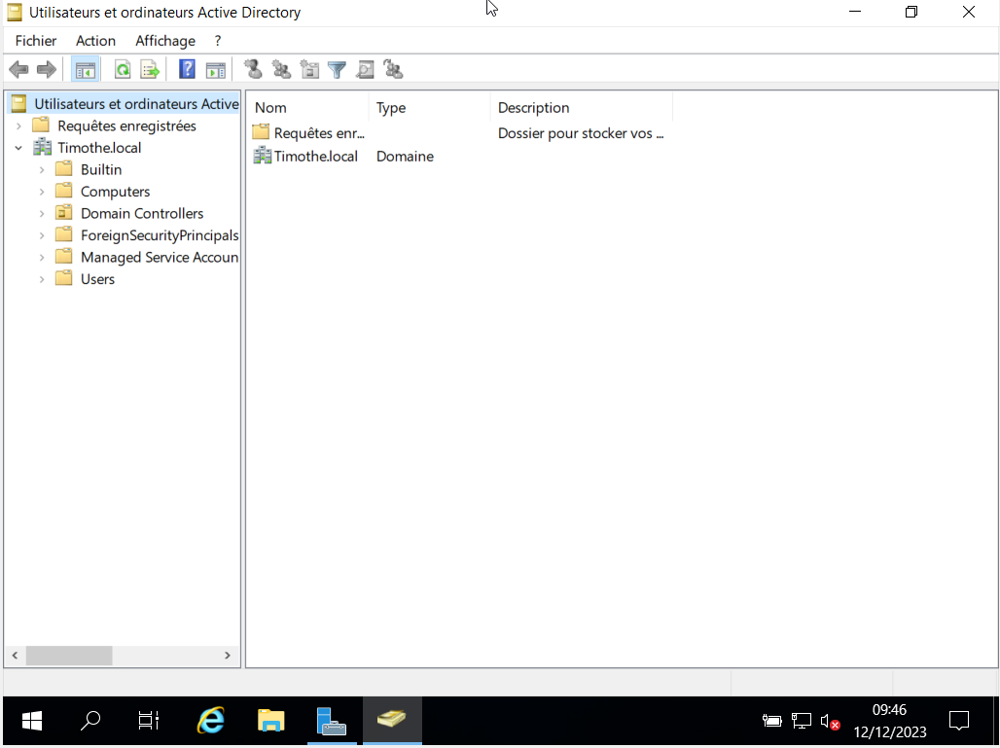 Utilisateurs et ordinateurs Active Directory
Fichier Action Affichage ?
Utilisateurs et ordinateurs Active
Requêtes enregistrées
Timothe.local
Builtin
Computers
Domain Controllers
ForeignSecurityPrincipals
Managed Service Accoun
Users
Nom Type Description
Requêtes enr... Dossier pour stocker vos ...
Timothe.local Domaine
09:46
12/12/2023